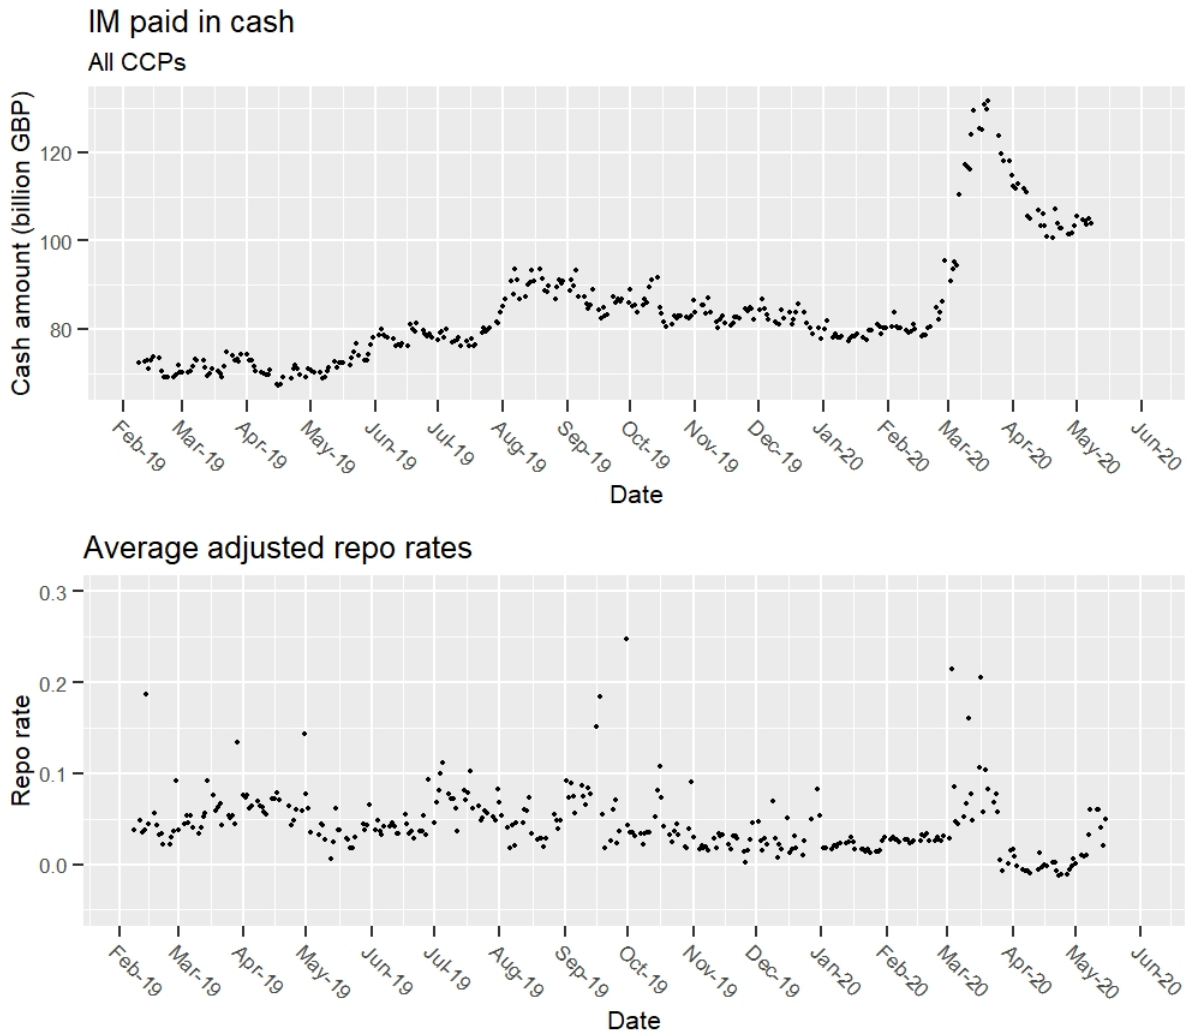 IM paid in cash
All CCPs
Cash amount (billion GBP)
120
100
80
Feb-19
Mar-19
Apr-19
May-19
Jun-19
Jul-19
Aug-19
Sep-19
Oct-19
Nov-19
Dec-19
Jan-20
Feb-20
Mar-20
Apr-20
May-20
Jun-20
Date
Average adjusted repo rates
Repo rate
0.3
0.2
0.1
0.0
Feb-19
Mar-19
Apr-19
May-19
Jun-19
Jul-19
Aug-19
Sep-19
Oct-19
Nov-19
Dec-19
Jan-20
Feb-20
Mar-20
Apr-20
May-20
Jun-20
Date